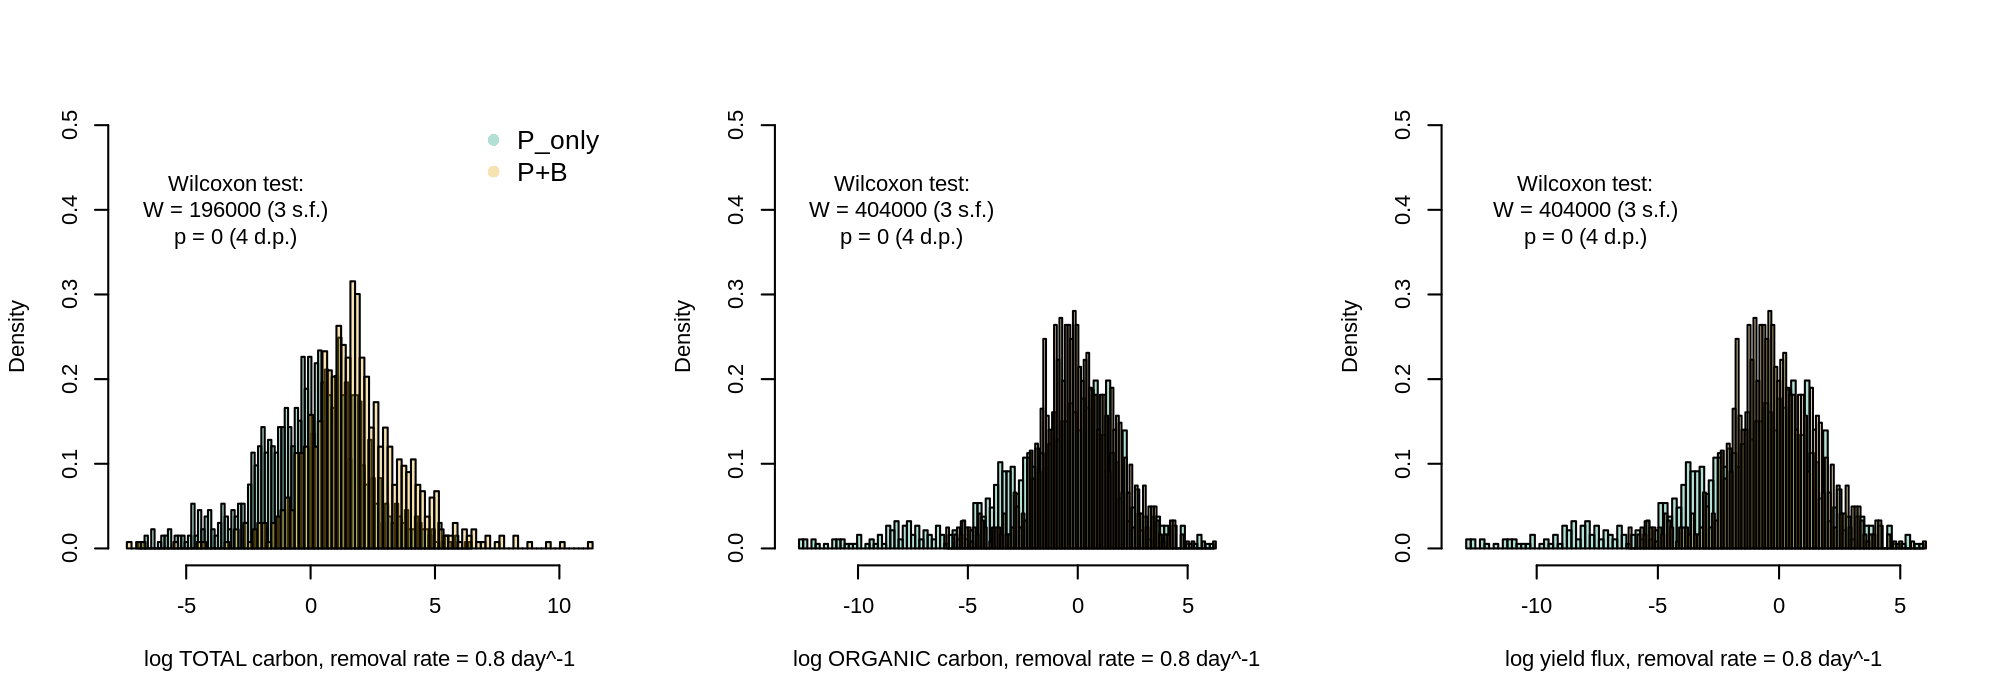 P_only
P+B
Wilcoxon test:
W = 196000 (3 s.f.)
p = 0 (4 d.p.)
Density
0.0
0.1
0.2
0.3
0.4
0.5
-5
0
5
10
log TOTAL carbon, removal rate = 0.8 day^-1
Wilcoxon test:
W = 404000 (3 s.f.)
p = 0 (4 d.p.)
Density
0.0
0.1
0.2
0.3
0.4
0.5
-10
-5
0
5
log ORGANIC carbon, removal rate = 0.8 day^-1
Wilcoxon test:
W = 404000 (3 s.f.)
p = 0 (4 d.p.)
Density
0.0
0.1
0.2
0.3
0.4
0.5
-10
-5
0
5
log yield flux, removal rate = 0.8 day^-1